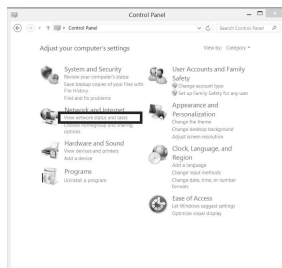 Control Panel
Control Panel
Search Control Panel
Adjust your computer's settings
View by: Category
System and Security
Review your computer's status
Save backup copies of your files with
File History
Find and fix problems
Network and Internet
View network status and tasks
Choose homegroup and sharing
options
Hardware and Sound
View devices and printers
Add a device
Programs
Uninstall a program
User Accounts and Family
Safety
Change account type
Set up Family Safety for any user
Appearance and
Personalization
Change the theme
Change desktop background
Adjust screen resolution
Clock, Language, and
Region
Add a language
Change input methods
Change date, time, or number
formats
Ease of Access
Let Windows suggest settings
Optimize visual display